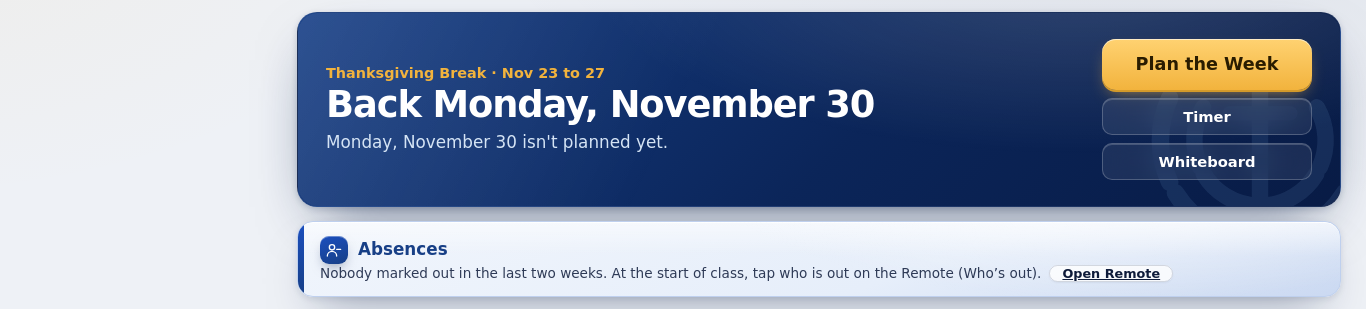 Thanksgiving Break · Nov 23 to 27
Back Monday, November 30
Monday, November 30 isn't planned yet.
Plan the Week
Timer
Whiteboard
Absences
Nobody marked out in the last two weeks. At the start of class, tap who is out on the Remote (Who’s out). Open Remote